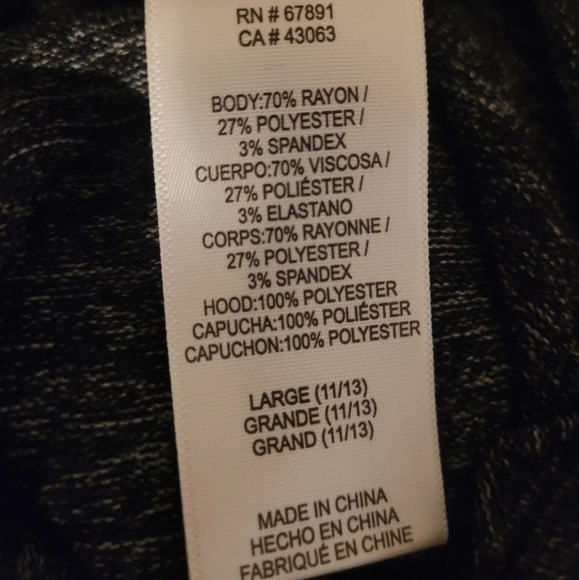 RN # 67891
CA # 43063
BODY:70% RAYON /
27% POLYESTER /
3% SPANDEX
CUERPO:70% VISCOSA /
27% POLIÉSTER /
3% ELASTANO
CORPS:70% RAYONNE /
27% POLYESTER /
3% SPANDEX
HOOD:100% POLYESTER
CAPUCHA:100% POLIÉSTER
CAPUCHON:100% POLYESTER
LARGE (11/13)
GRANDE (11/13)
GRAND (11/13)
MADE IN CHINA
HECHO EN CHINA
FABRIQUÉ EN CHINE